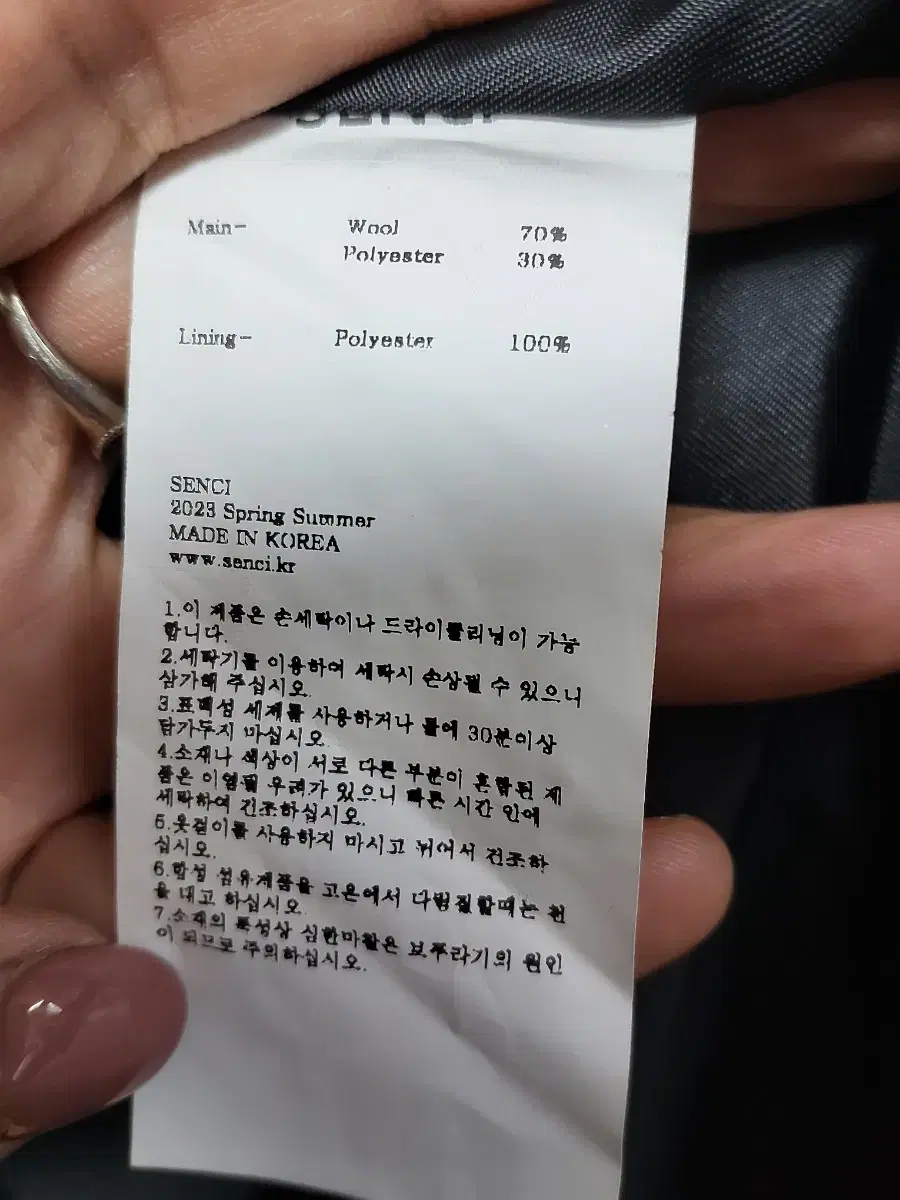 SENCI
Main- Wool 70%
Polyester 30%
Lining- Polyester 100%
SENCI
2023 Spring Summer
MADE IN KOREA
www.senci.kr
1.이 제품은 손세탁이나 드라이클리닝이 가능
합니다.
2.세탁기를 이용하여 세탁시 손상될 수 있으니
삼가해 주십시오.
3.표백성 세제를 사용하거나 물에 30분이상
담가두지 마십시오.
4.소재나 색상이 서로 다른 부분이 혼합된 제
품은 이염될 우려가 있으니 빠른 시간 안에
세탁하여 건조하십시오.
5.옷걸이를 사용하지 마시고 뉘어서 건조하
십시오.
6.합성 섬유제품을 고온에서 다림질할때는 천
을 대고 하십시오.
7.소재의 특성상 심한마찰은 보푸라기의 원인
이 되므로 주의하십시오.